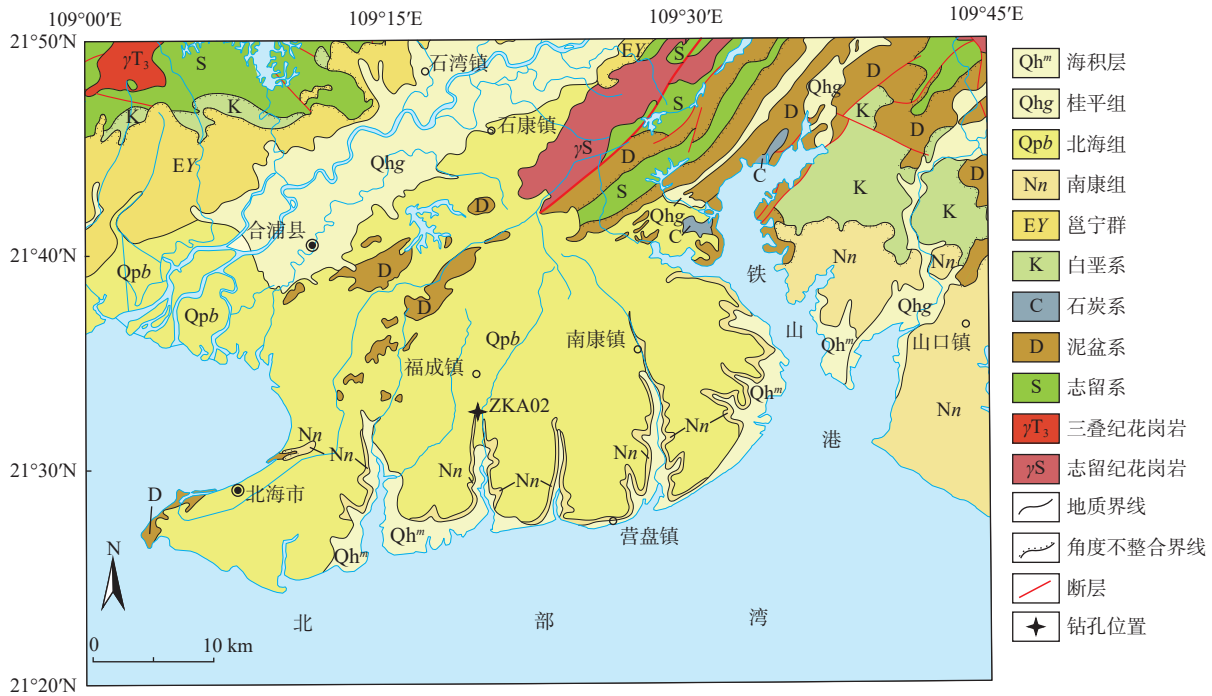 109°00′E 109°15′E 109°30′E 109°45′E
21°50′N
21°40′N
21°30′N
21°20′N
γT₃
S
K
K
EY
石湾镇
EY
S
S
石康镇
Qhg
γS
D
S
Qhg
D
K
D
C
K
D
K
D
合浦县
D
Qhg
C
Nn
Nn
Qpb
Qpb
D
铁
山
港
Qhg
Qhᵐ
山口镇
Qpb
南康镇
福成镇
Qhᵐ
ZKA02
Nn
Nn
Nn
Nn
Nn
Nn
Nn
D
北海市
营盘镇
Qhᵐ
Qhᵐ
N
北 部 湾
0 10 km
Qhᵐ 海积层
Qhg 桂平组
Qpb 北海组
Nn 南康组
EY 邕宁群
K 白垩系
C 石炭系
D 泥盆系
S 志留系
γT₃ 三叠纪花岗岩
γS 志留纪花岗岩
地质界线
角度不整合界线
断层
钻孔位置